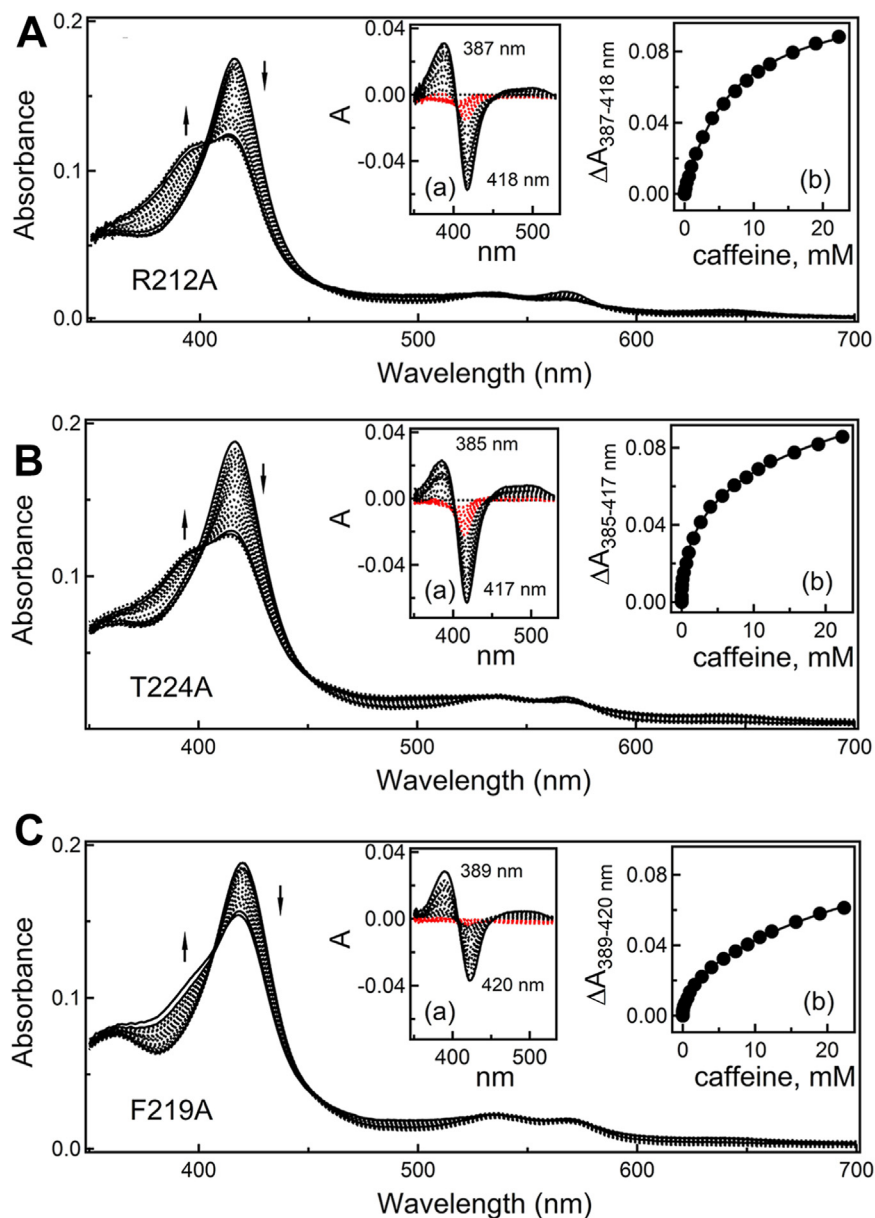 A
0.2
0.1
0.0
Absorbance
R212A
400
500
600
700
Wavelength (nm)
0.04
0.00
-0.04
A
387 nm
418 nm
(a)
400
500
nm
0.08
0.04
0.00
ΔA387-418 nm
(b)
0
10
20
caffeine, mM
B
0.2
0.1
Absorbance
T224A
400
500
600
700
Wavelength (nm)
0.04
0.00
-0.04
A
385 nm
417 nm
(a)
400
500
nm
0.08
0.04
0.00
ΔA385-417 nm
(b)
0
10
20
caffeine, mM
C
0.2
0.1
0.0
Absorbance
F219A
400
500
600
700
Wavelength (nm)
0.04
0.00
-0.04
A
389 nm
420 nm
(a)
400
500
nm
0.08
0.04
0.00
ΔA389-420 nm
(b)
0
10
20
caffeine, mM